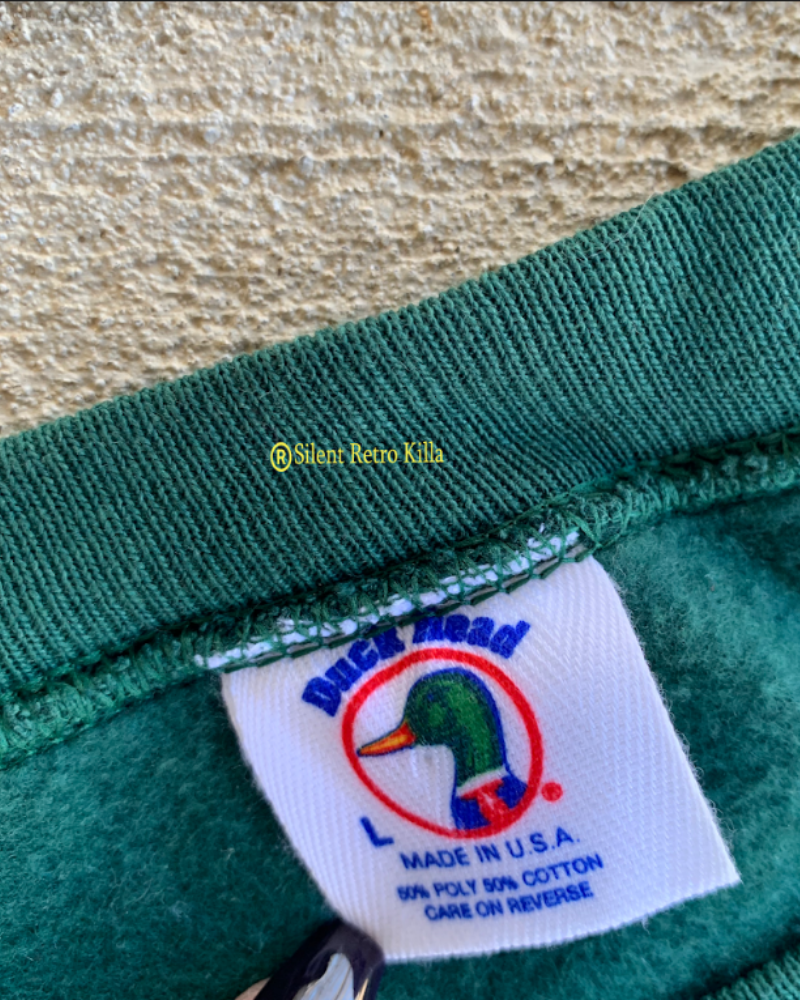 ®Silent Retro Killa
Duck Head
L
MADE IN U.S.A.
50% POLY 50% COTTON
CARE ON REVERSE